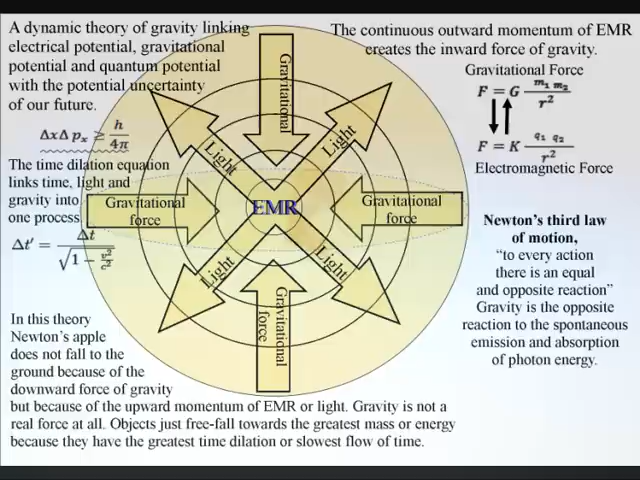 A dynamic theory of gravity linking
electrical potential, gravitational
potential and quantum potential
with the potential uncertainty
of our future.
ΔxΔ pₓ ≥ h/4π
The time dilation equation
links time, light and
gravity into
one process
Δt' = Δt / √(1 − v²/c²)
In this theory
Newton's apple
does not fall to the
ground because of the
downward force of gravity
but because of the upward momentum of EMR or light. Gravity is not a
real force at all. Objects just free-fall towards the greatest mass or energy
because they have the greatest time dilation or slowest flow of time.
Gravitational
Light
Light
Gravitational
force
EMR
Gravitational
force
Light
Light
Gravitational
force
The continuous outward momentum of EMR
creates the inward force of gravity.
Gravitational Force
F = G m₁ m₂ / r²
F = K q₁ q₂ / r²
Electromagnetic Force
Newton's third law
of motion,
"to every action
there is an equal
and opposite reaction"
Gravity is the opposite
reaction to the spontaneous
emission and absorption
of photon energy.